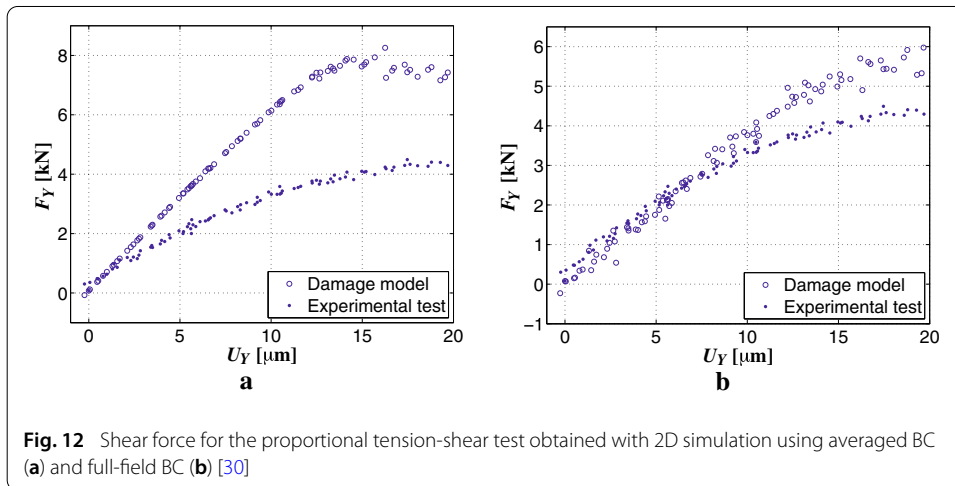 8
6
4
2
0
F_Y [kN]
0
5
10
15
20
U_Y [μm]
Damage model
Experimental test
a
6
5
4
3
2
1
0
−1
F_Y [kN]
0
5
10
15
20
U_Y [μm]
Damage model
Experimental test
b
Fig. 12 Shear force for the proportional tension-shear test obtained with 2D simulation using averaged BC
(a) and full-field BC (b) [30]